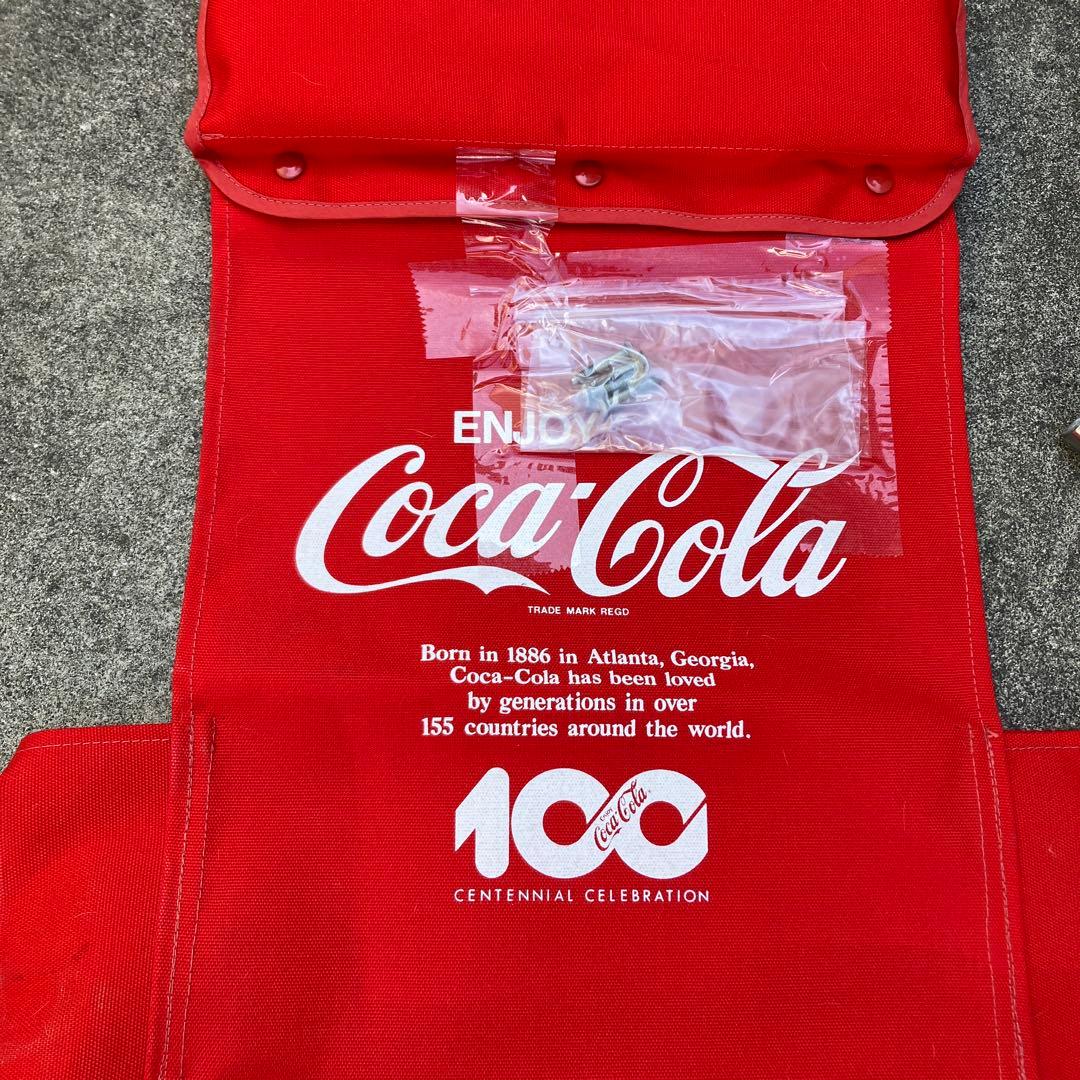 ENJOY
Coca-Cola
TRADE MARK REGD
Born in 1886 in Atlanta, Georgia,
Coca-Cola has been loved
by generations in over
155 countries around the world.
100
Enjoy
Coca-Cola
CENTENNIAL CELEBRATION